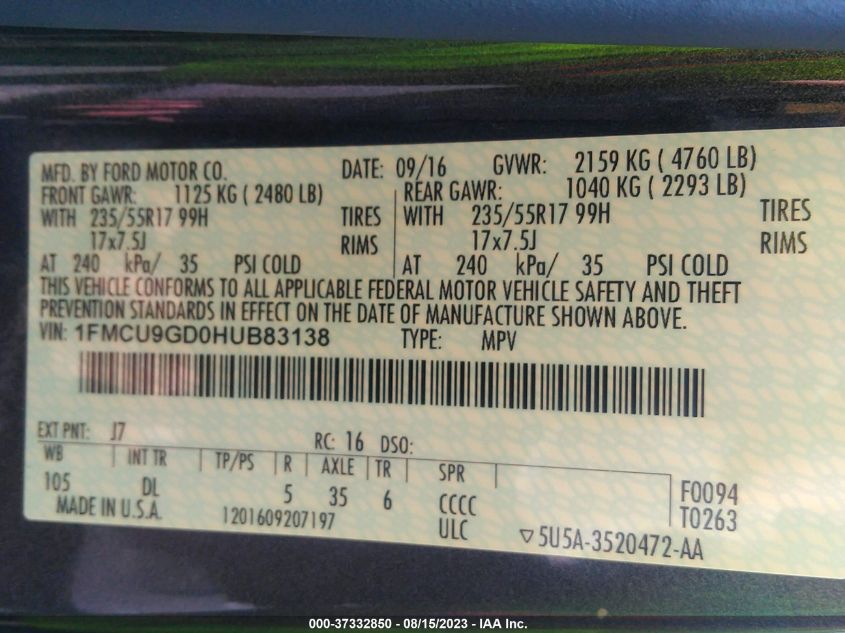 MFD. BY FORD MOTOR CO. DATE: 09/16 GVWR: 2159 KG ( 4760 LB)
FRONT GAWR: 1125 KG ( 2480 LB) REAR GAWR: 1040 KG ( 2293 LB)
WITH 235/55R17 99H TIRES WITH 235/55R17 99H TIRES
17x7.5J RIMS 17x7.5J RIMS
AT 240 kPa/ 35 PSI COLD AT 240 kPa/ 35 PSI COLD
THIS VEHICLE CONFORMS TO ALL APPLICABLE FEDERAL MOTOR VEHICLE SAFETY AND THEFT
PREVENTION STANDARDS IN EFFECT ON THE DATE OF MANUFACTURE SHOWN ABOVE.
VIN: 1FMCU9GD0HUB83138 TYPE: MPV
EXT PNT: J7 RC: 16 DSO:
WB INT TR TP/PS R AXLE TR SPR
105 DL 5 35 6 CCCC F0094
MADE IN U.S.A. 1201609207197 ULC T0263
5U5A-3520472-AA
000-37332850 - 08/15/2023 - IAA Inc.